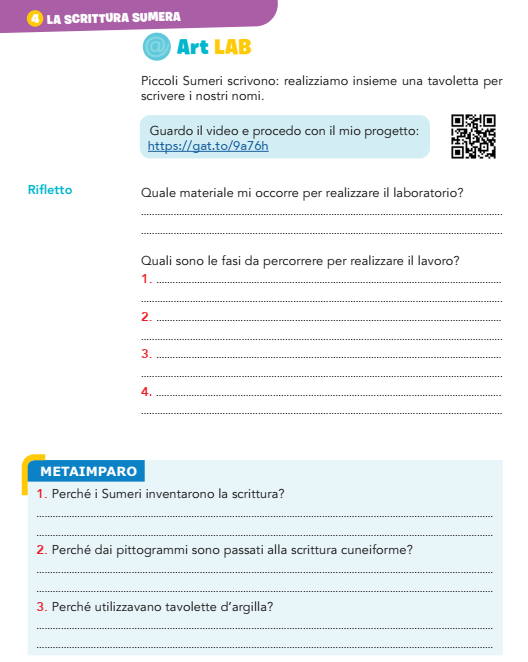 4 LA SCRITTURA SUMERA
@ Art LAB
Piccoli Sumeri scrivono: realizziamo insieme una tavoletta per
scrivere i nostri nomi.
Guardo il video e procedo con il mio progetto:
https://gat.to/9a76h
Rifletto
Quale materiale mi occorre per realizzare il laboratorio?
Quali sono le fasi da percorrere per realizzare il lavoro?
1.
2.
3.
4.
METAIMPARO
1. Perché i Sumeri inventarono la scrittura?
2. Perché dai pittogrammi sono passati alla scrittura cuneiforme?
3. Perché utilizzavano tavolette d'argilla?